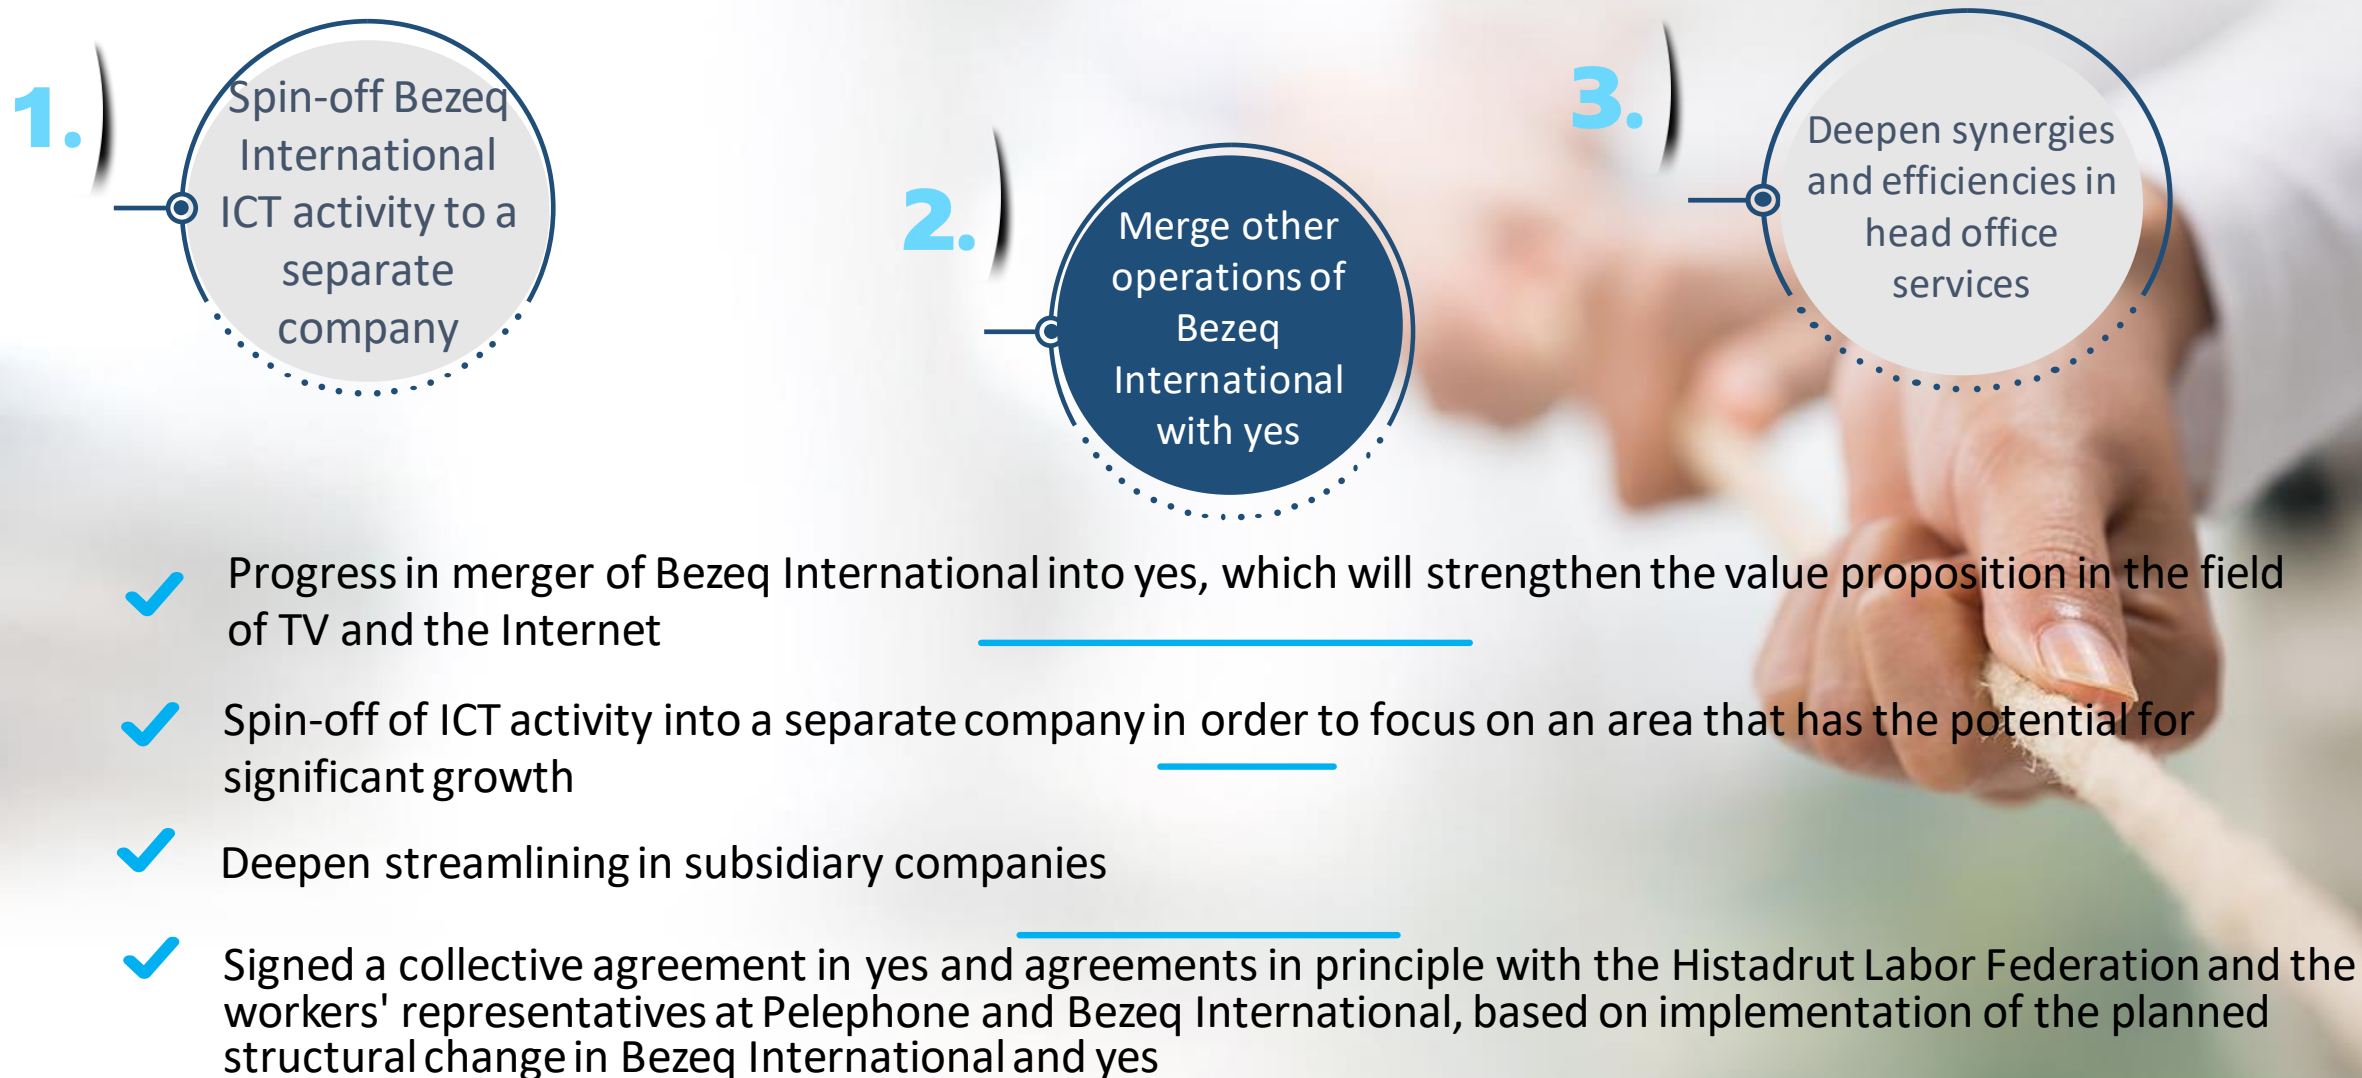 1.
Spin-off Bezeq
International
ICT activity to a
separate
company
2.
Merge other
operations of
Bezeq
International
with yes
3.
Deepen synergies
and efficiencies in
head office
services
Progress in merger of Bezeq International into yes, which will strengthen the value proposition in the field
of TV and the Internet
Spin-off of ICT activity into a separate company in order to focus on an area that has the potential for
significant growth
Deepen streamlining in subsidiary companies
Signed a collective agreement in yes and agreements in principle with the Histadrut Labor Federation and the
workers' representatives at Pelephone and Bezeq International, based on implementation of the planned
structural change in Bezeq International and yes